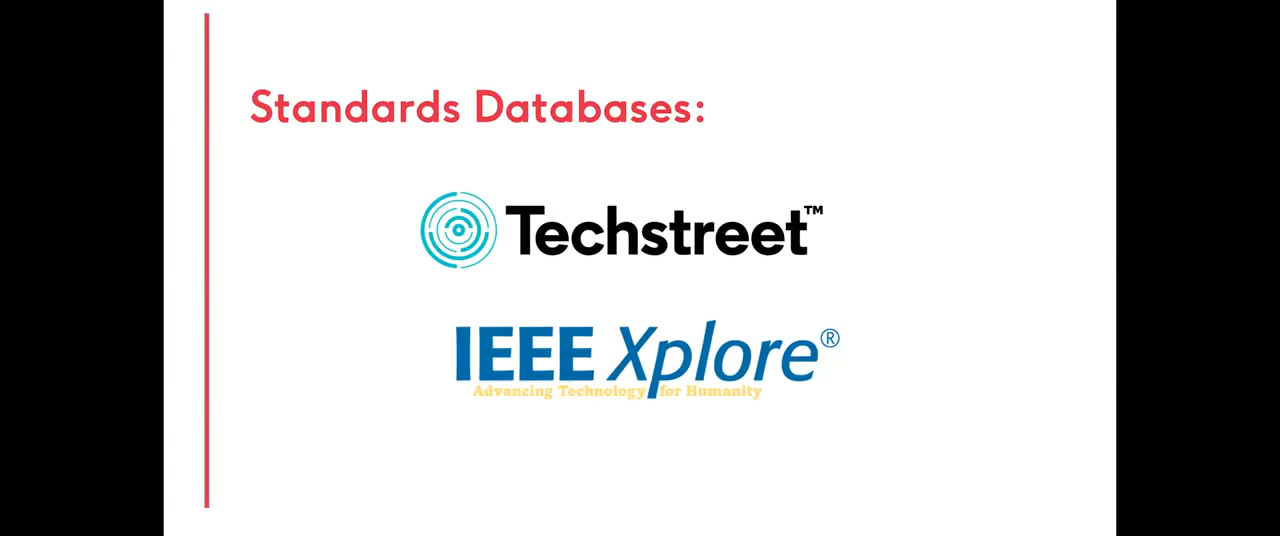 Standards Databases:
Techstreet™
IEEE Xplore®
Advancing Technology for Humanity